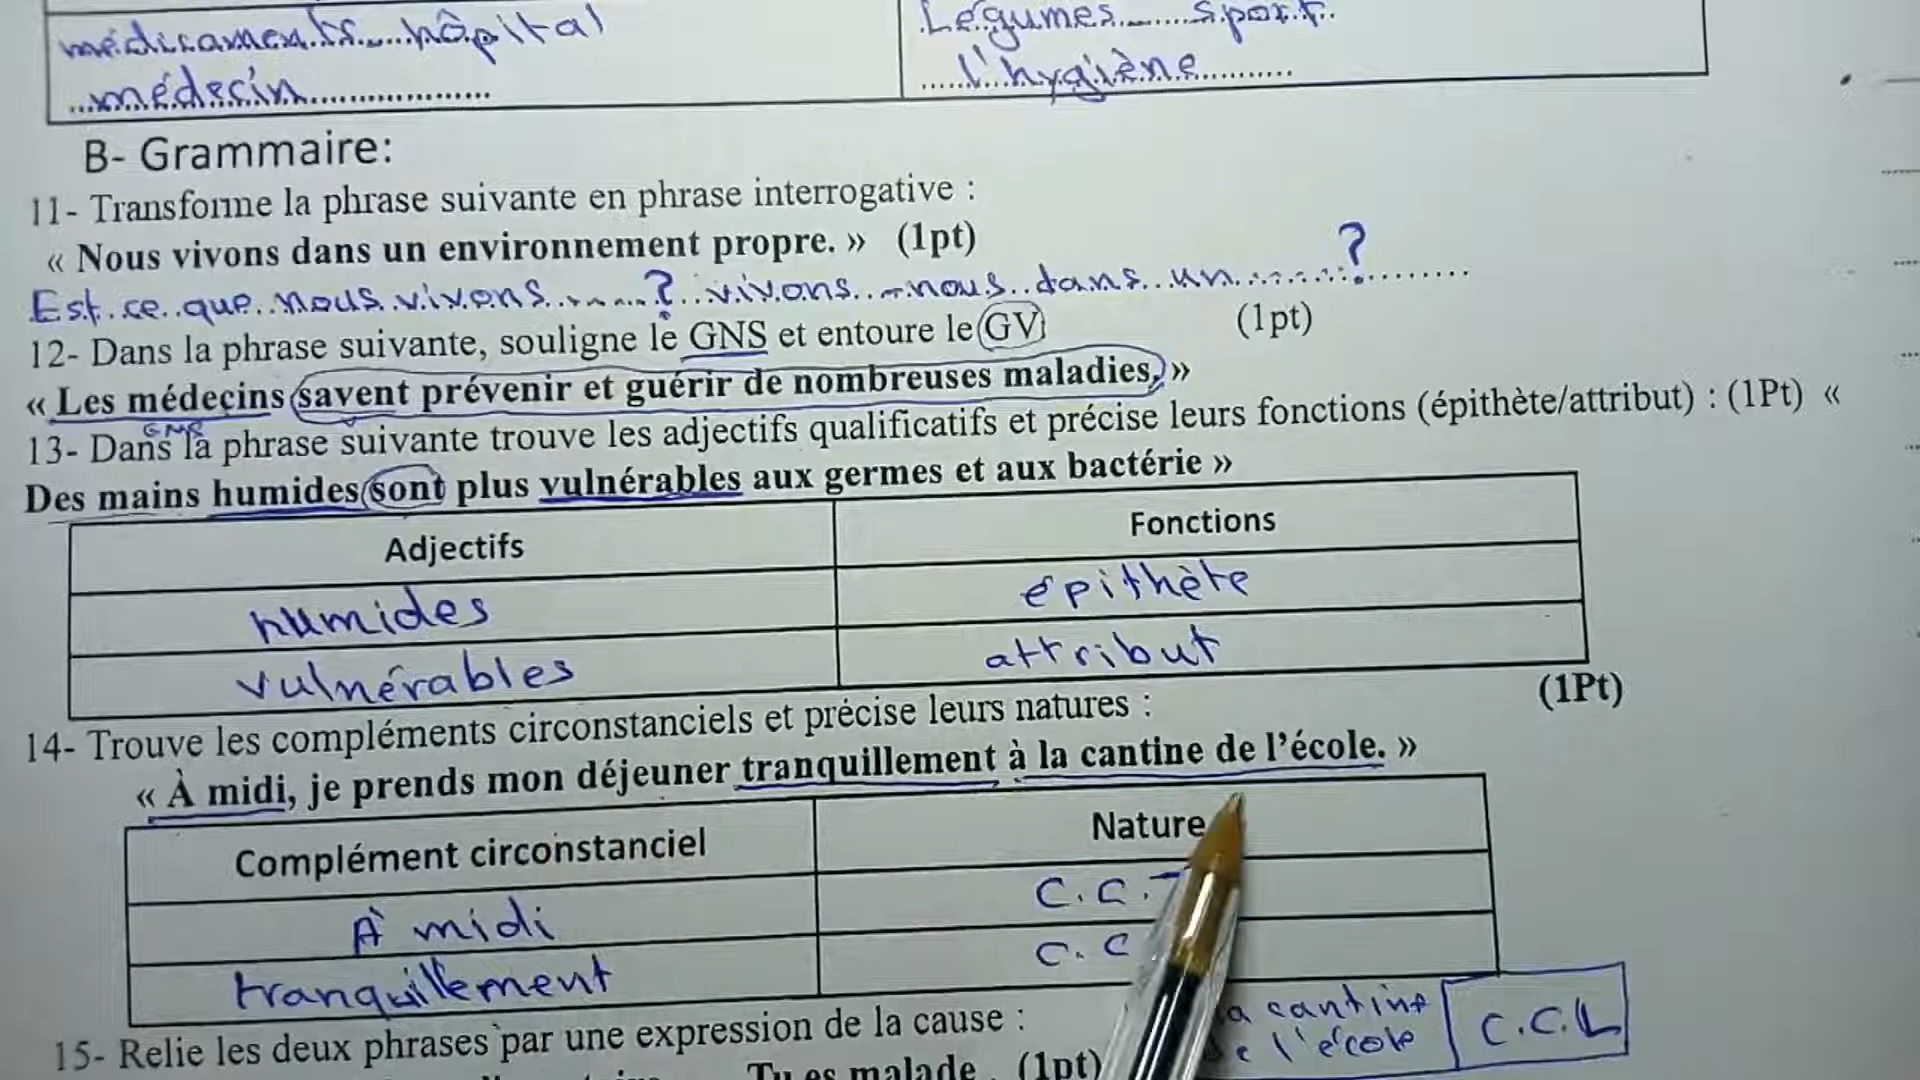 médicaments....hôpital
...médecin...................
Légumes.......sport..
.....l'hygiène..........
B- Grammaire:
11- Transforme la phrase suivante en phrase interrogative :
« Nous vivons dans un environnement propre. » (1pt)
Est.ce.que.nous.vivons........?..vivons..-nous..dans..un.......?........
12- Dans la phrase suivante, souligne le GNS et entoure le GV (1pt)
« Les médecins savent prévenir et guérir de nombreuses maladies. »
GNS
13- Dans la phrase suivante trouve les adjectifs qualificatifs et précise leurs fonctions (épithète/attribut) : (1Pt) «
Des mains humides sont plus vulnérables aux germes et aux bactérie »
Adjectifs Fonctions
humides épithète
vulnérables attribut
14- Trouve les compléments circonstanciels et précise leurs natures : (1Pt)
« À midi, je prends mon déjeuner tranquillement à la cantine de l'école. »
Complément circonstanciel Nature
À midi C.C.T
tranquillement C.C
a cantine
l'école C.C.L
15- Relie les deux phrases par une expression de la cause :
Tu es malade . (1pt)